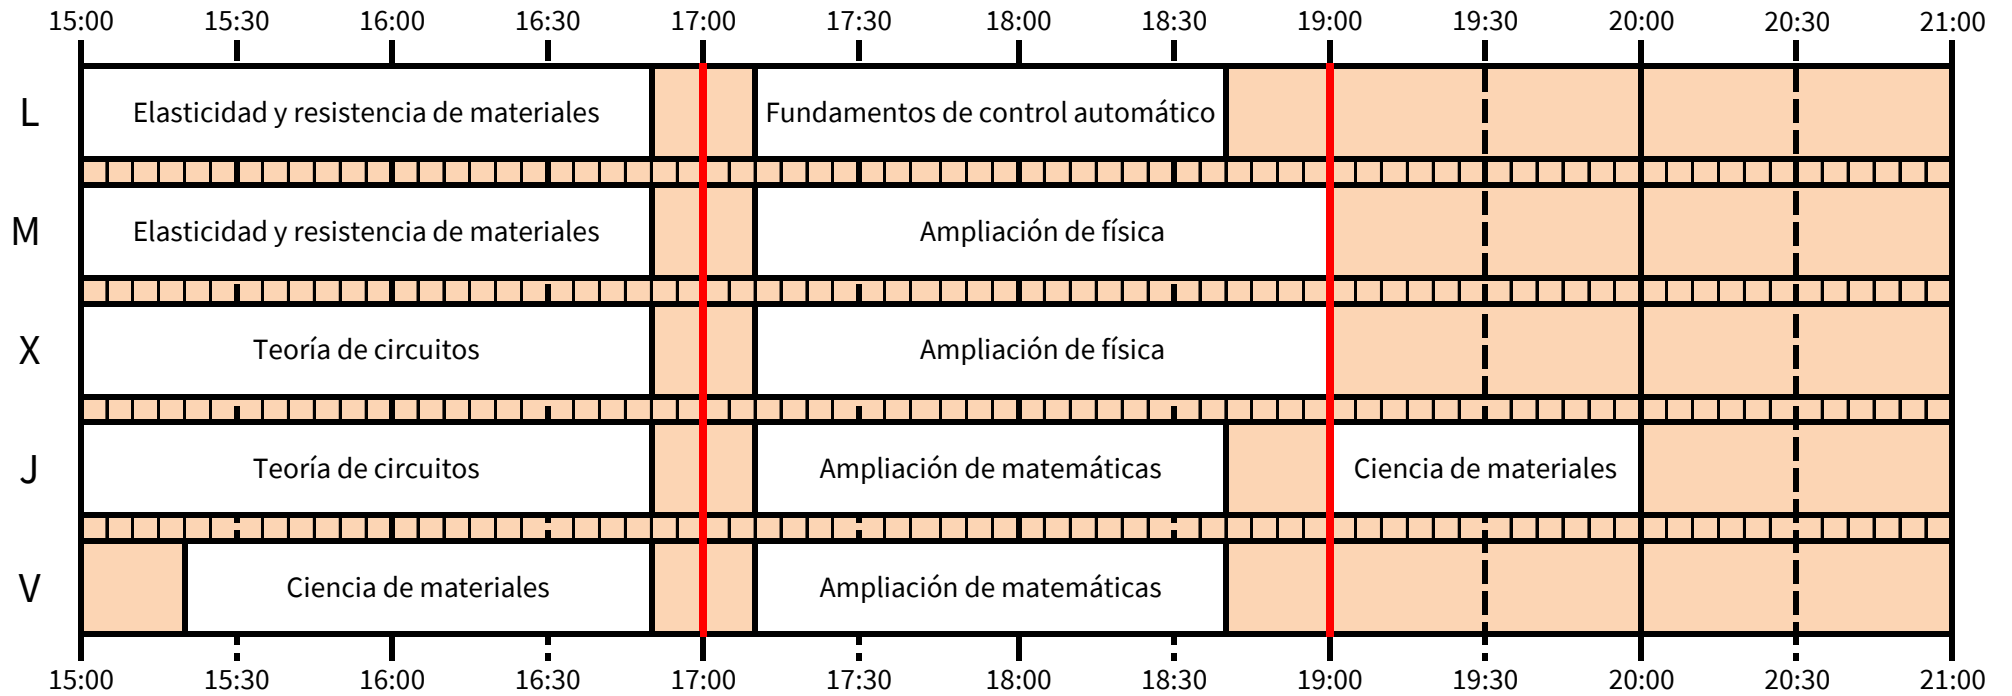 15:00 15:30 16:00 16:30 17:00 17:30 18:00 18:30 19:00 19:30 20:00 20:30 21:00
L Elasticidad y resistencia de materiales Fundamentos de control automático
M Elasticidad y resistencia de materiales Ampliación de física
X Teoría de circuitos Ampliación de física
J Teoría de circuitos Ampliación de matemáticas Ciencia de materiales
V Ciencia de materiales Ampliación de matemáticas
15:00 15:30 16:00 16:30 17:00 17:30 18:00 18:30 19:00 19:30 20:00 20:30 21:00